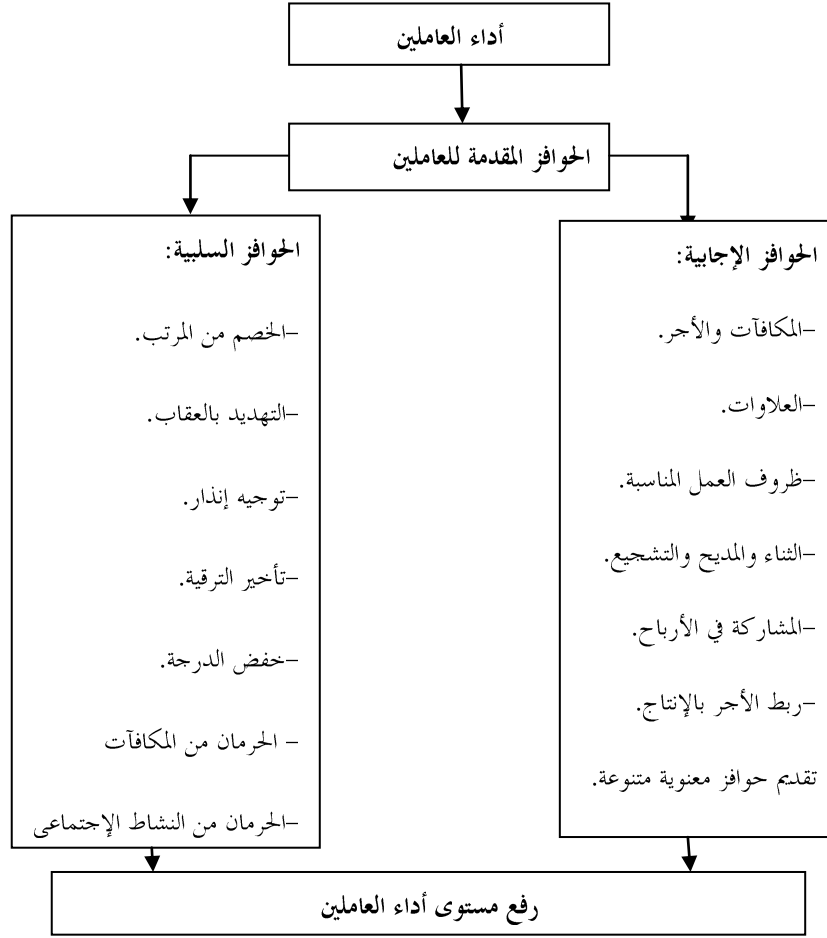 أداء العاملين
الحوافز المقدمة للعاملين
الحوافز الإجابية:
-المكافآت والأجر.
-العلاوات.
-ظروف العمل المناسبة.
-الثناء والمديح والتشجيع.
-المشاركة في الأرباح.
-ربط الأجر بالإنتاج.
تقديم حوافز معنوية متنوعة.
الحوافز السلبية:
-الخصم من المرتب.
-التهديد بالعقاب.
-توجيه إنذار.
-تأخير الترقية.
-خفض الدرجة.
- الحرمان من المكافآت
-الحرمان من النشاط الإجتماعى
رفع مستوى أداء العاملين